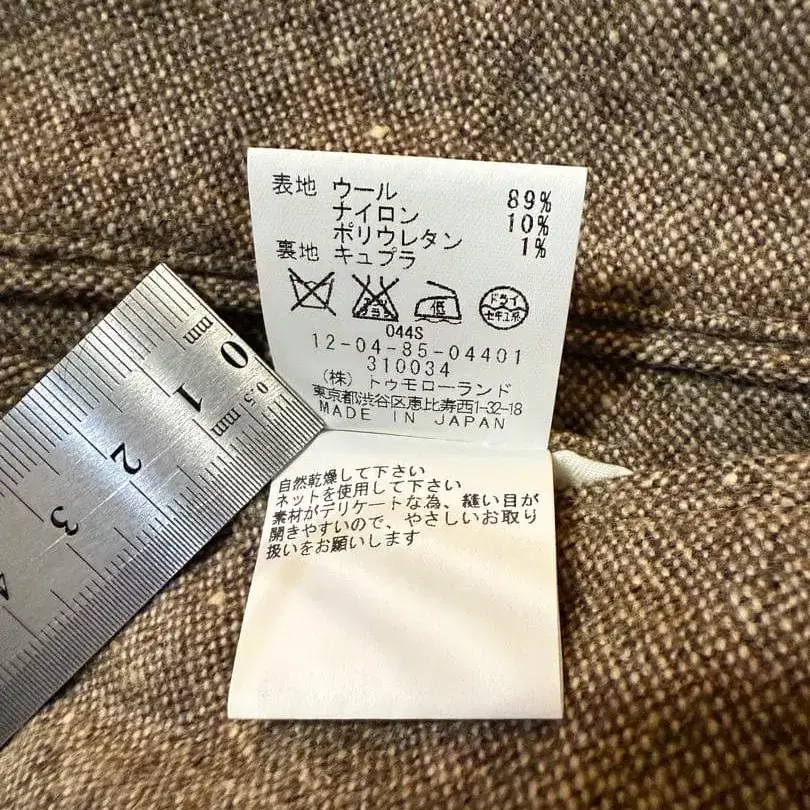 表地 ウール 89%
ナイロン 10%
ポリウレタン 1%
裏地 キュプラ
低 ドライ セキユ系
044S
12-04-85-04401
310034
(株) トゥモローランド
東京都渋谷区恵比寿西1-32-18
MADE IN JAPAN
自然乾燥して下さい
ネットを使用して下さい
素材がデリケートな為、縫い目が
開きやすいので、やさしいお取り
扱いをお願いします
mm 0 0.5mm
1
2
3
4